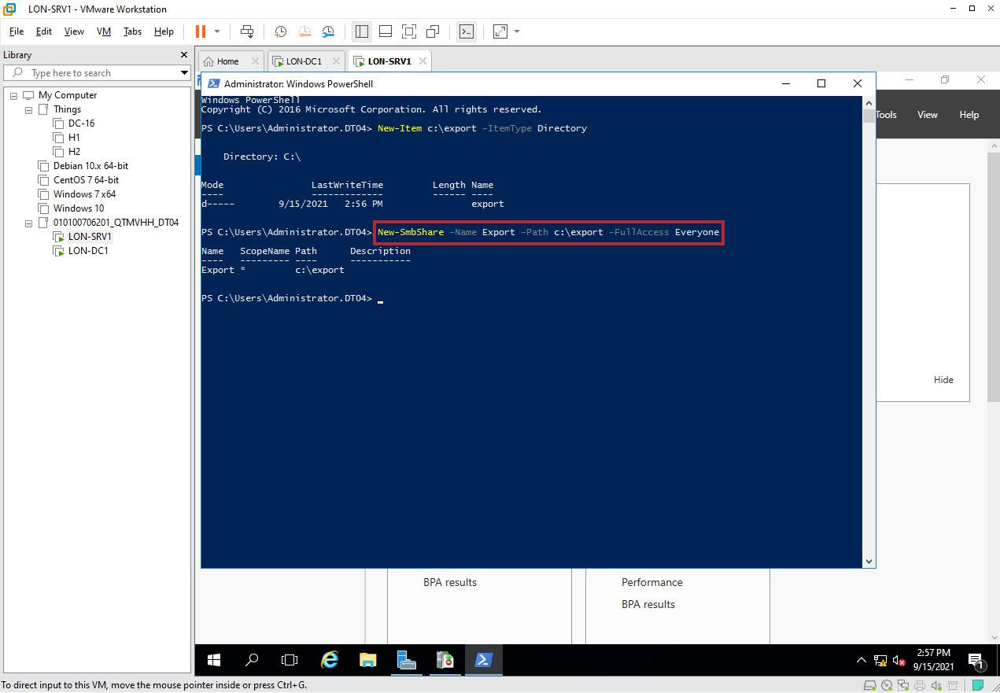 LON-SRV1 - VMware Workstation
File Edit View VM Tabs Help
Library
Type here to search
My Computer
Things
DC-16
H1
H2
Debian 10.x 64-bit
CentOS 7 64-bit
Windows 7 x64
Windows 10
010100706201_QTMVHH_DT04
LON-SRV1
LON-DC1
Home LON-DC1 LON-SRV1
Administrator: Windows PowerShell
Windows PowerShell
Copyright (C) 2016 Microsoft Corporation. All rights reserved.
PS C:\Users\Administrator.DT04> New-Item c:\export -ItemType Directory
Directory: C:\
Mode LastWriteTime Length Name
---- ------------- ------ ----
d----- 9/15/2021 2:56 PM export
PS C:\Users\Administrator.DT04> New-SmbShare -Name Export -Path c:\export -FullAccess Everyone
Name ScopeName Path Description
---- --------- ---- -----------
Export * c:\export
PS C:\Users\Administrator.DT04> _
Tools View Help
Hide
BPA results
Performance
BPA results
2:57 PM
9/15/2021
1
To direct input to this VM, move the mouse pointer inside or press Ctrl+G.